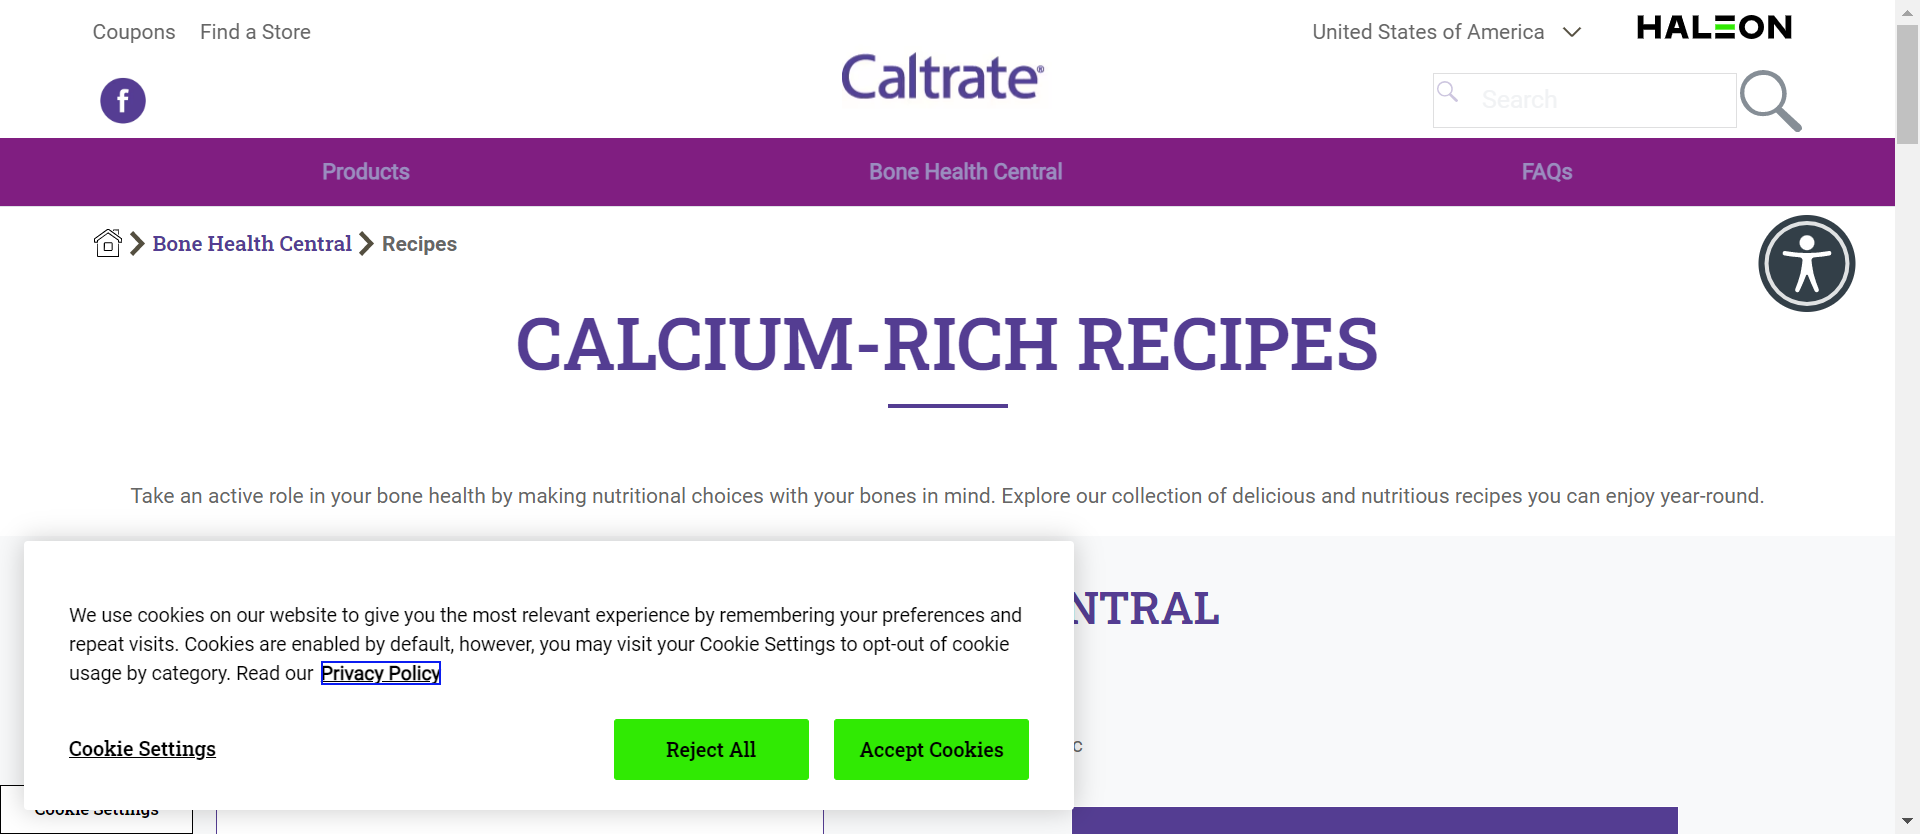 Coupons Find a Store
United States of America
HALEON
f
Caltrate®
Search
Products Bone Health Central FAQs
Bone Health Central Recipes
CALCIUM-RICH RECIPES
Take an active role in your bone health by making nutritional choices with your bones in mind. Explore our collection of delicious and nutritious recipes you can enjoy year-round.
NTRAL
We use cookies on our website to give you the most relevant experience by remembering your preferences and
repeat visits. Cookies are enabled by default, however, you may visit your Cookie Settings to opt-out of cookie
usage by category. Read our Privacy Policy
c
Cookie Settings Reject All Accept Cookies
Cookie Settings